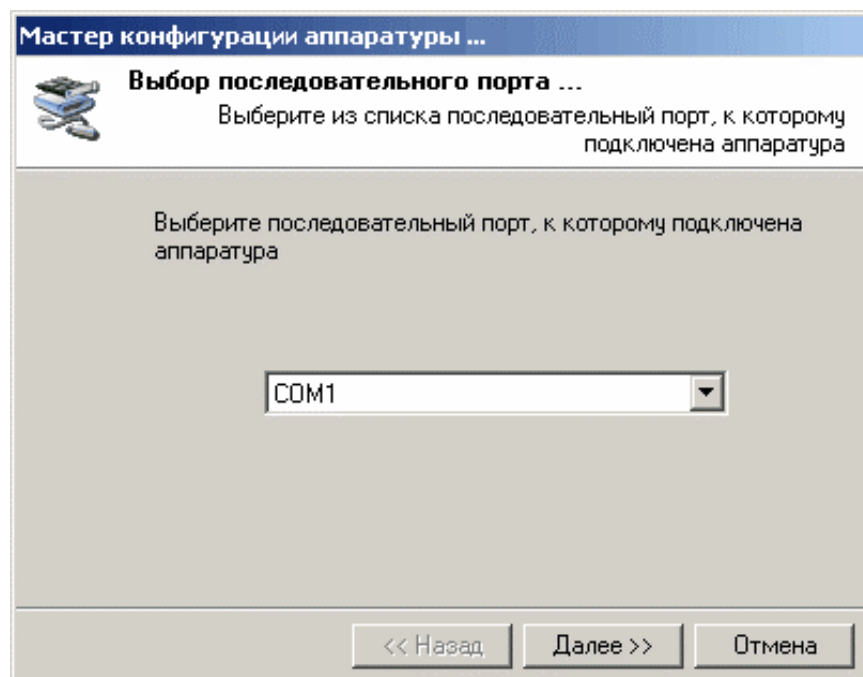 Мастер конфигурации аппаратуры ...
Выбор последовательного порта ...
Выберите из списка последовательный порт, к которому
подключена аппаратура
Выберите последовательный порт, к которому подключена
аппаратура
COM1
<< Назад
Далее >>
Отмена